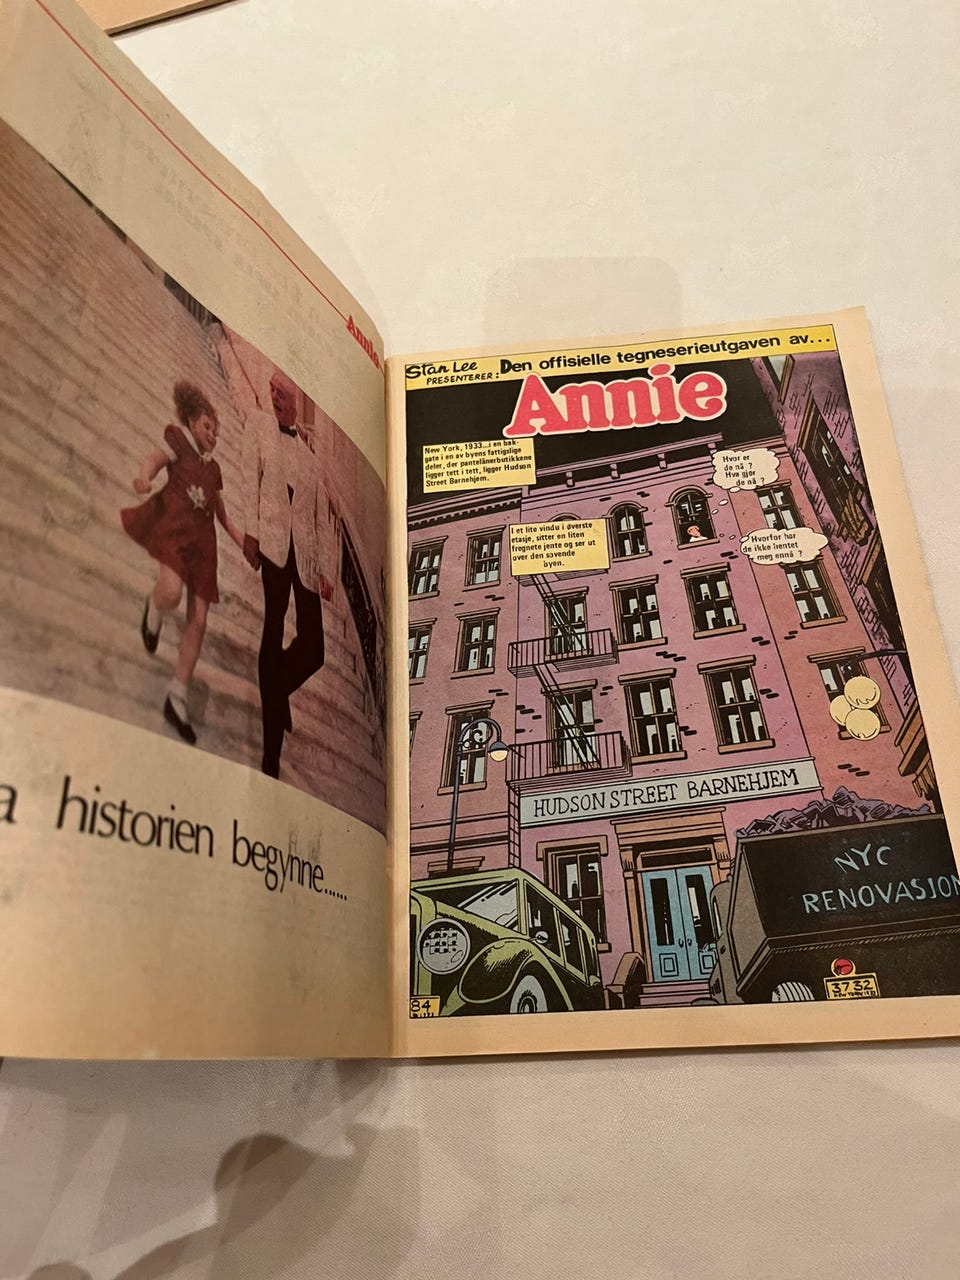 Annie
a historien begynne......
Stan Lee
PRESENTERER:
Den offisielle tegneserieutgaven av...
Annie
New York, 1933...i en bak-
gate i en av byens fattigslige
deler, der pantelånerbutikkene
ligger tett i tett, ligger Hudson
Street Barnehjem.
Hvor er
de nå ?
Hva gjør
de nå ?
I et lite vindu i øverste
etasje, sitter en liten
fregnete jente og ser ut
over den sovende
byen.
Hvorfor har
de ikke hentet
meg ennå ?
HUDSON STREET BARNEHJEM
NYC
RENOVASJON
84
3732